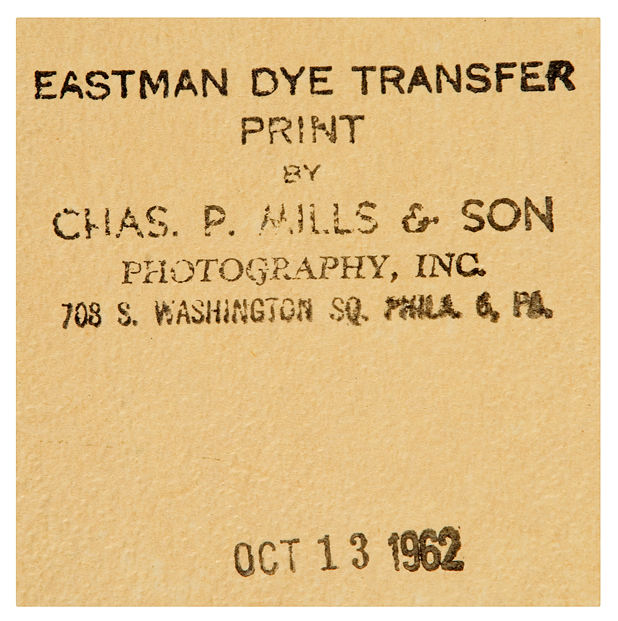 EASTMAN DYE TRANSFER
PRINT
BY
CHAS. P. MILLS & SON
PHOTOGRAPHY, INC.
708 S. WASHINGTON SQ. PHILA. 6, PA.
OCT 13 1962